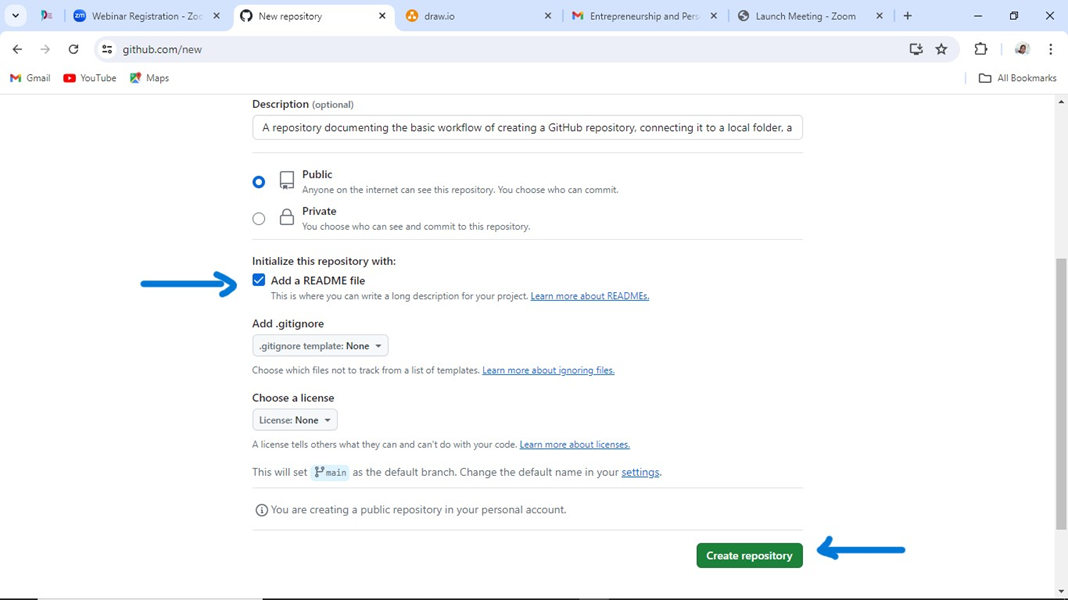 Webinar Registration - Zoo
New repository
draw.io
Entrepreneurship and Pers
Launch Meeting - Zoom
github.com/new
Gmail
YouTube
Maps
All Bookmarks
Description (optional)
A repository documenting the basic workflow of creating a GitHub repository, connecting it to a local folder, a
Public
Anyone on the internet can see this repository. You choose who can commit.
Private
You choose who can see and commit to this repository.
Initialize this repository with:
Add a README file
This is where you can write a long description for your project. Learn more about READMEs.
Add .gitignore
.gitignore template: None
Choose which files not to track from a list of templates. Learn more about ignoring files.
Choose a license
License: None
A license tells others what they can and can't do with your code. Learn more about licenses.
This will set main as the default branch. Change the default name in your settings.
You are creating a public repository in your personal account.
Create repository